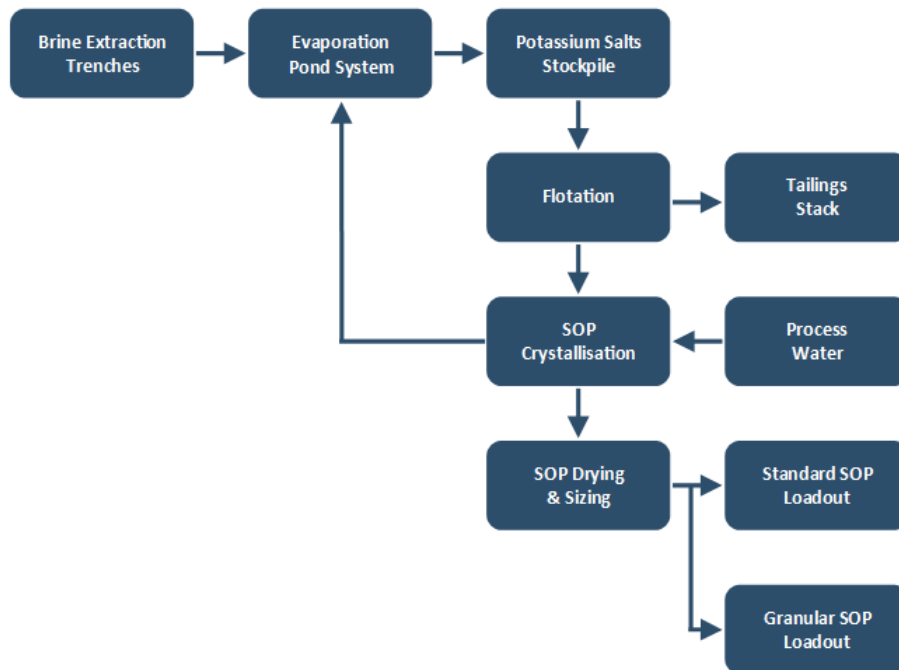 Brine Extraction
Trenches
Evaporation
Pond System
Potassium Salts
Stockpile
Flotation
Tailings
Stack
SOP
Crystallisation
Process
Water
SOP Drying
& Sizing
Standard SOP
Loadout
Granular SOP
Loadout